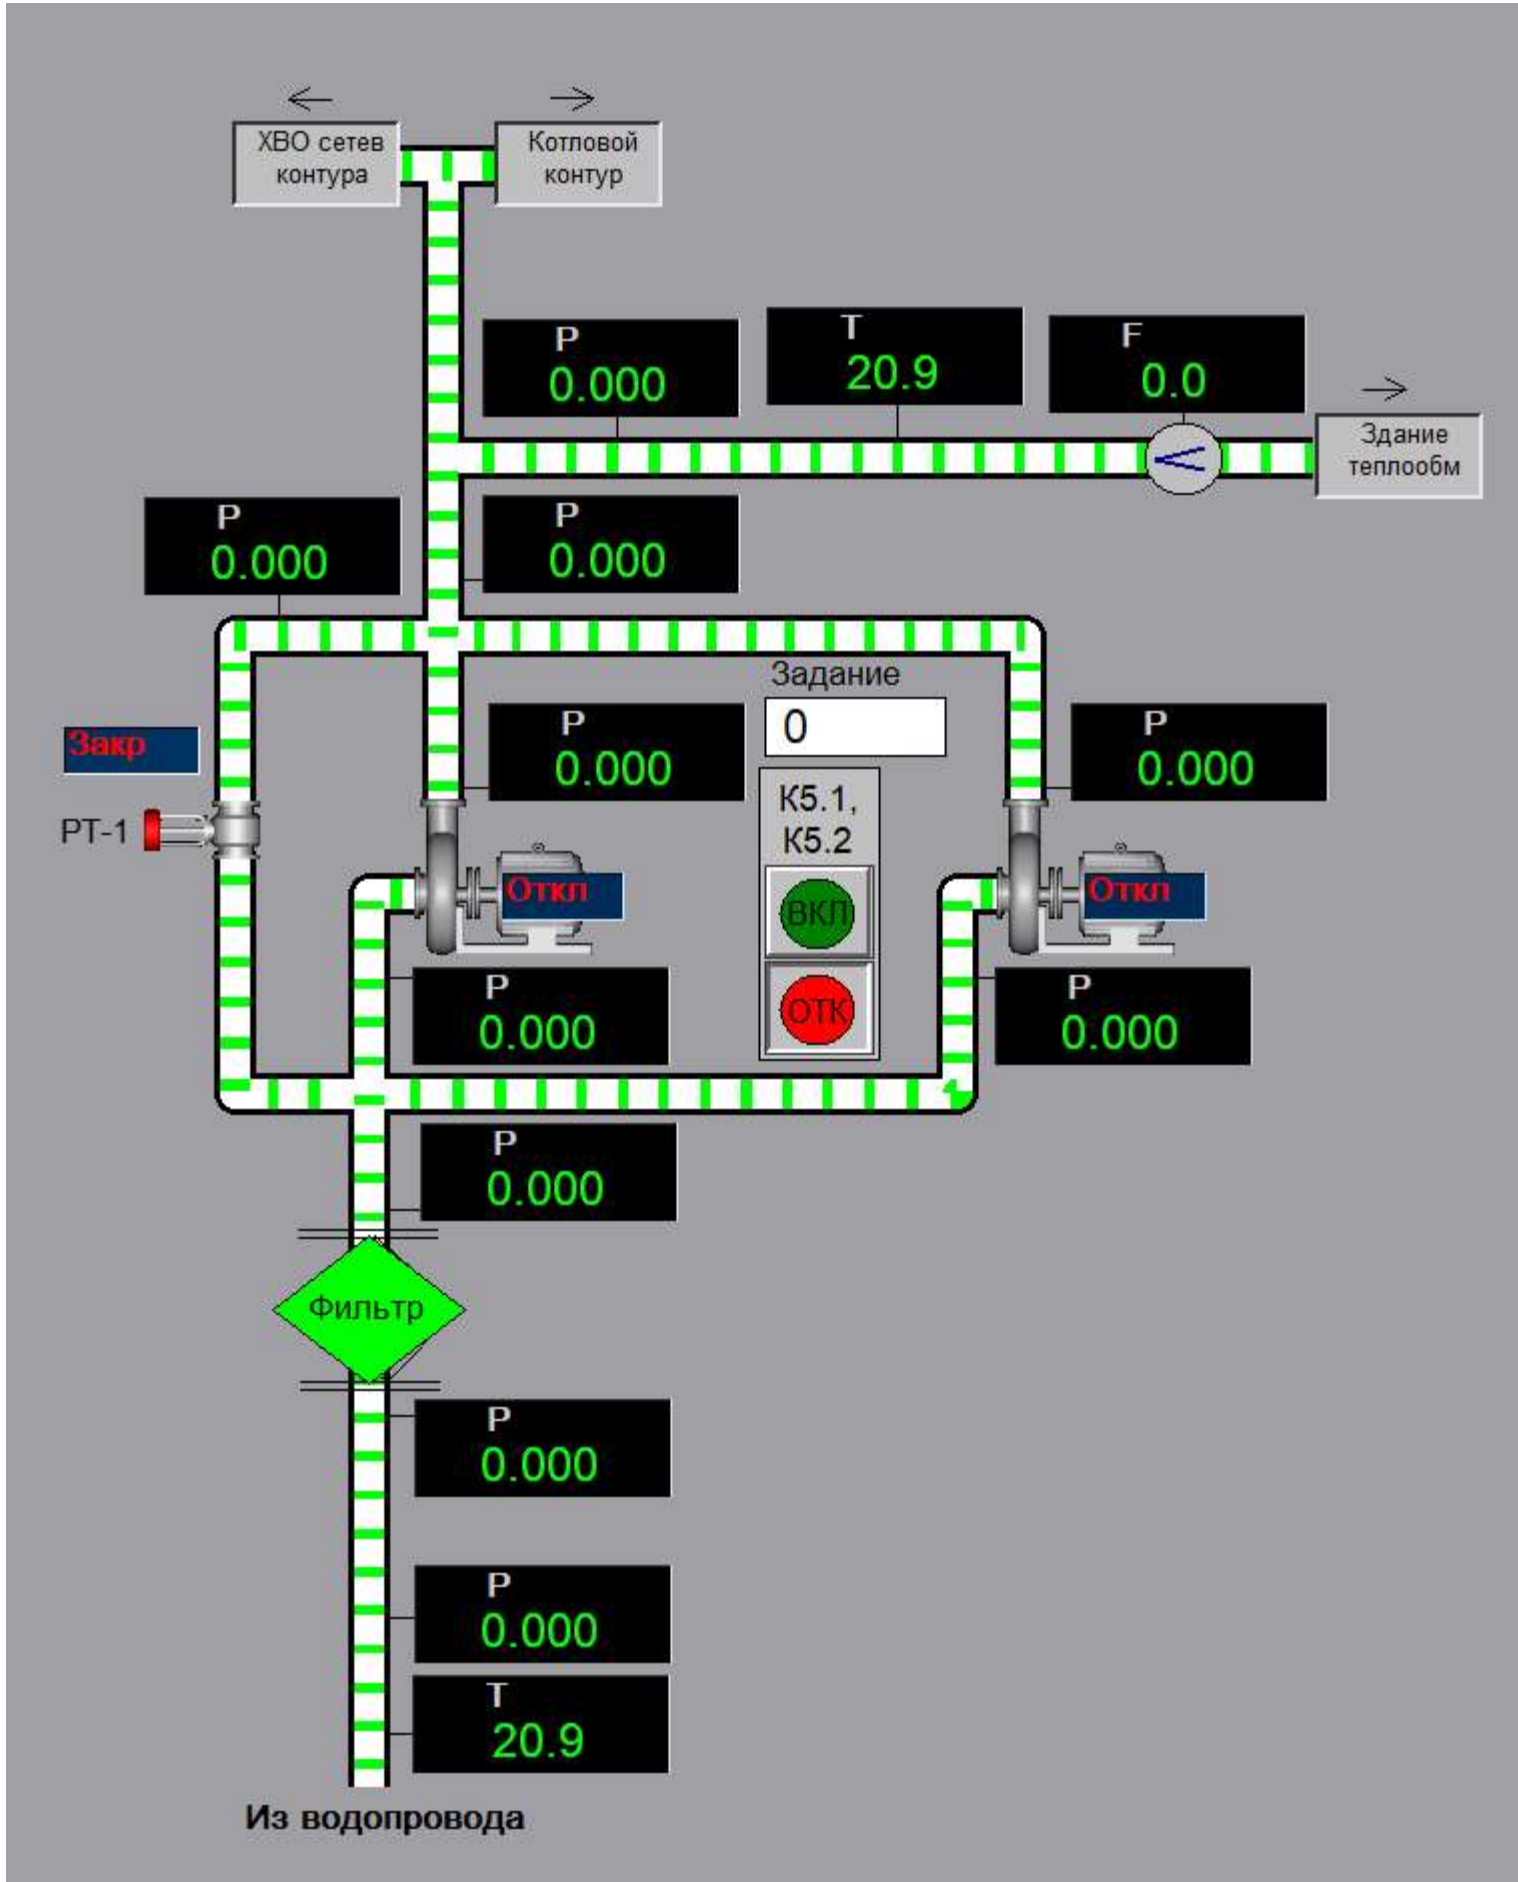 ХВО сетев
контура
Котловой
контур
P
0.000
T
20.9
F
0.0
Здание
теплообм
P
0.000
P
0.000
Задание
0
Закр
P
0.000
P
0.000
К5.1,
К5.2
РТ-1
Откл
ВКЛ
Откл
ОТК
P
0.000
P
0.000
P
0.000
Фильтр
P
0.000
P
0.000
T
20.9
Из водопровода